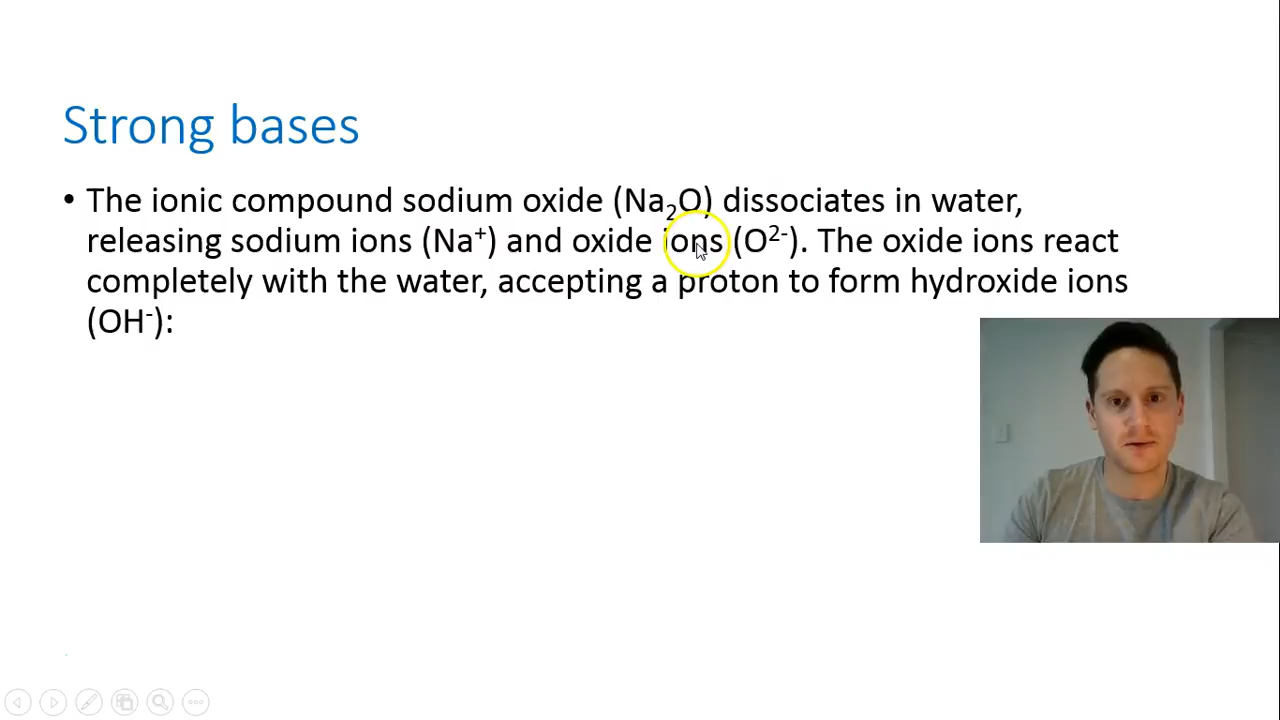 Strong bases
• The ionic compound sodium oxide (Na₂O) dissociates in water,
releasing sodium ions (Na⁺) and oxide ions (O²⁻). The oxide ions react
completely with the water, accepting a proton to form hydroxide ions
(OH⁻):